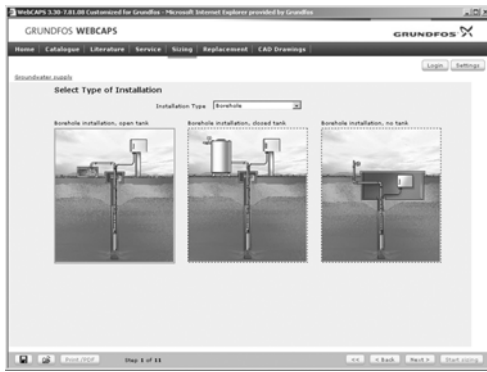 WebCAPS 3.30-7.01.00 Customized for Grundfos - Microsoft Internet Explorer provided by Grundfos
GRUNDFOS WEBCAPS
GRUNDFOS
Home Catalogue Literature Service Sizing Replacement CAD Drawings
Login Settings
Groundwater supply
Select Type of Installation
Installation Type Borehole
Borehole installation, open tank
Borehole installation, closed tank
Borehole installation, no tank
Print/PDF Step 1 of 11 << < Back Next > Start sizing